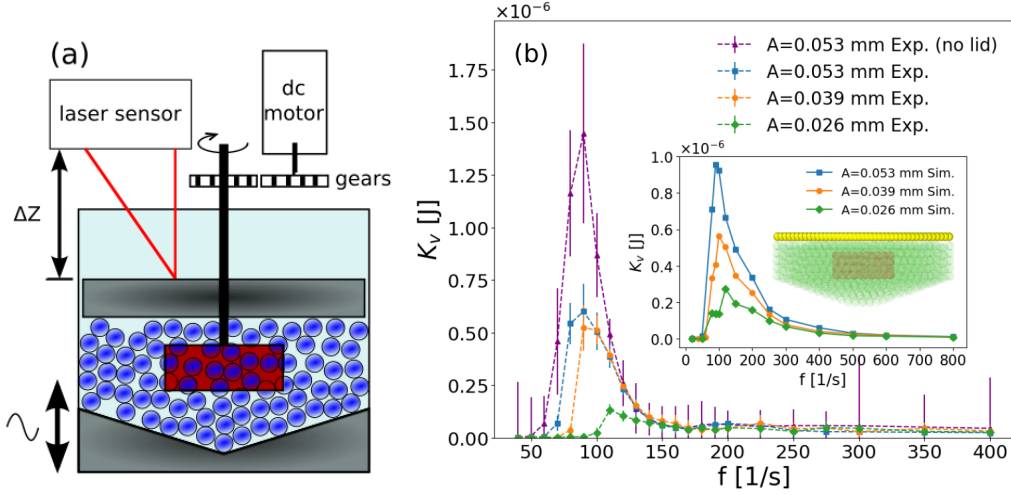 (a)
laser sensor
dc
motor
gears
ΔZ
×10⁻⁶
(b)
A=0.053 mm Exp. (no lid)
A=0.053 mm Exp.
A=0.039 mm Exp.
A=0.026 mm Exp.
1.75
1.50
1.25
1.00
0.75
0.50
0.25
0.00
Kᵥ [J]
50 100 150 200 250 300 350 400
f [1/s]
×10⁻⁶
1.0
0.8
0.6
0.4
0.2
0.0
Kᵥ [J]
A=0.053 mm Sim.
A=0.039 mm Sim.
A=0.026 mm Sim.
0 100 200 300 400 500 600 700 800
f [1/s]